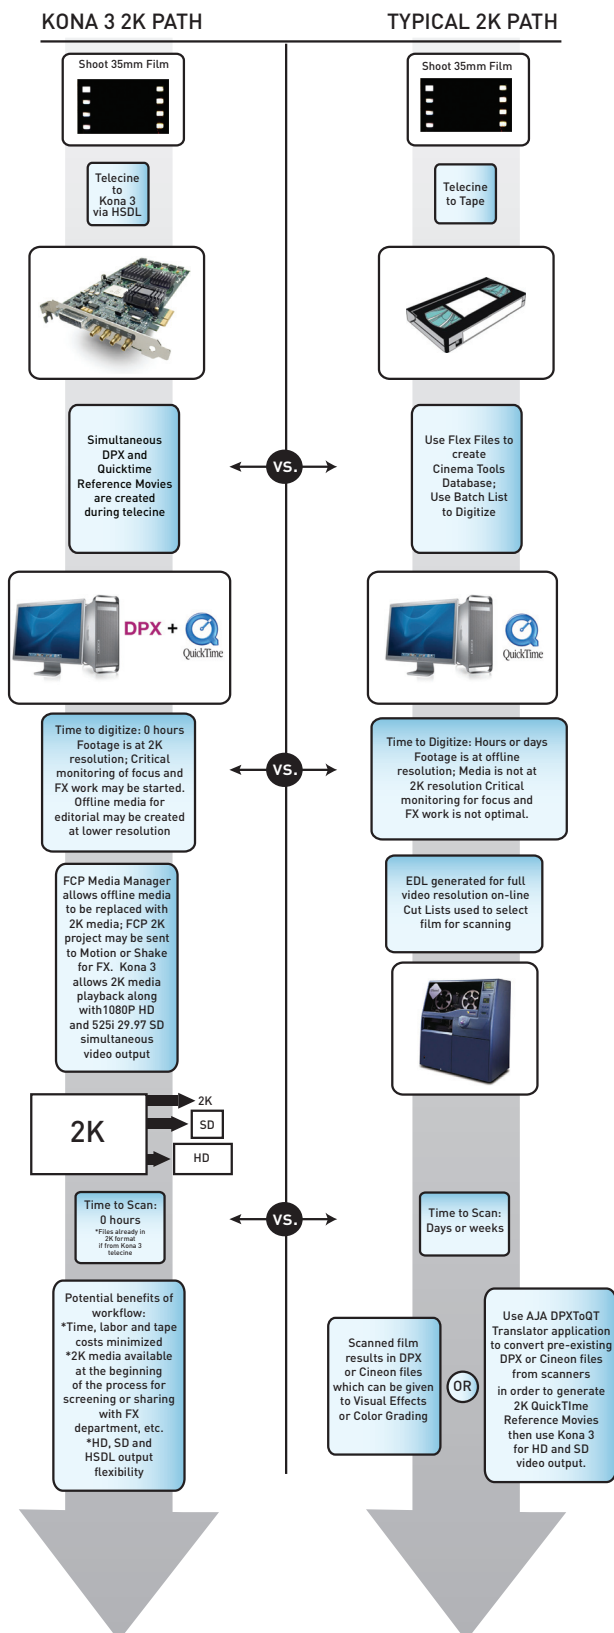 KONA 3 2K PATH
TYPICAL 2K PATH
Shoot 35mm Film
Telecine
to
Kona 3
via HSDL
Simultaneous
DPX and
Quicktime
Reference Movies
are created
during telecine
DPX +
QuickTime
Time to digitize: 0 hours
Footage is at 2K
resolution; Critical
monitoring of focus and
FX work may be started.
Offline media for
editorial may be created
at lower resolution
FCP Media Manager
allows offline media
to be replaced with
2K media; FCP 2K
project may be sent
to Motion or Shake
for FX. Kona 3
allows 2K media
playback along
with1080P HD
and 525i 29.97 SD
simultaneous
video output
2K
2K
SD
HD
Time to Scan:
0 hours
*Files already in
2K format
if from Kona 3
telecine
Potential benefits of
workflow:
*Time, labor and tape
costs minimized
*2K media available
at the beginning
of the process for
screening or sharing
with FX
department, etc.
*HD, SD and
HSDL output
flexibility
VS.
VS.
VS.
VS.
Shoot 35mm Film
Telecine
to Tape
Use Flex Files to
create
Cinema Tools
Database;
Use Batch List
to Digitize
QuickTime
Time to Digitize: Hours or days
Footage is at offline
resolution; Media is not at
2K resolution Critical
monitoring for focus and
FX work is not optimal.
EDL generated for full
video resolution on-line
Cut Lists used to select
film for scanning
Time to Scan:
Days or weeks
Scanned film
results in DPX
or Cineon files
which can be given
to Visual Effects
or Color Grading
OR
Use AJA DPXToQT
Translator application
to convert pre-existing
DPX or Cineon files
from scanners
in order to generate
2K QuickTIme
Reference Movies
then use Kona 3
for HD and SD
video output.